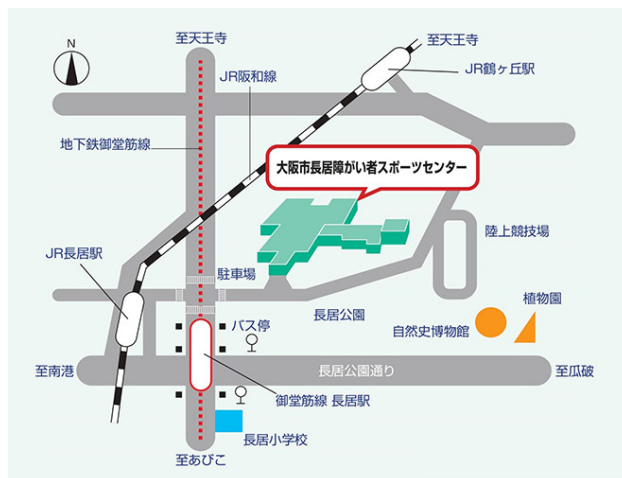 N
至天王寺
至天王寺
JR阪和線
JR鶴ヶ丘駅
地下鉄御堂筋線
大阪市長居障がい者スポーツセンター
陸上競技場
JR長居駅
駐車場
植物園
長居公園
バス停
自然史博物館
至南港
長居公園通り
至瓜破
御堂筋線 長居駅
長居小学校
至あびこ